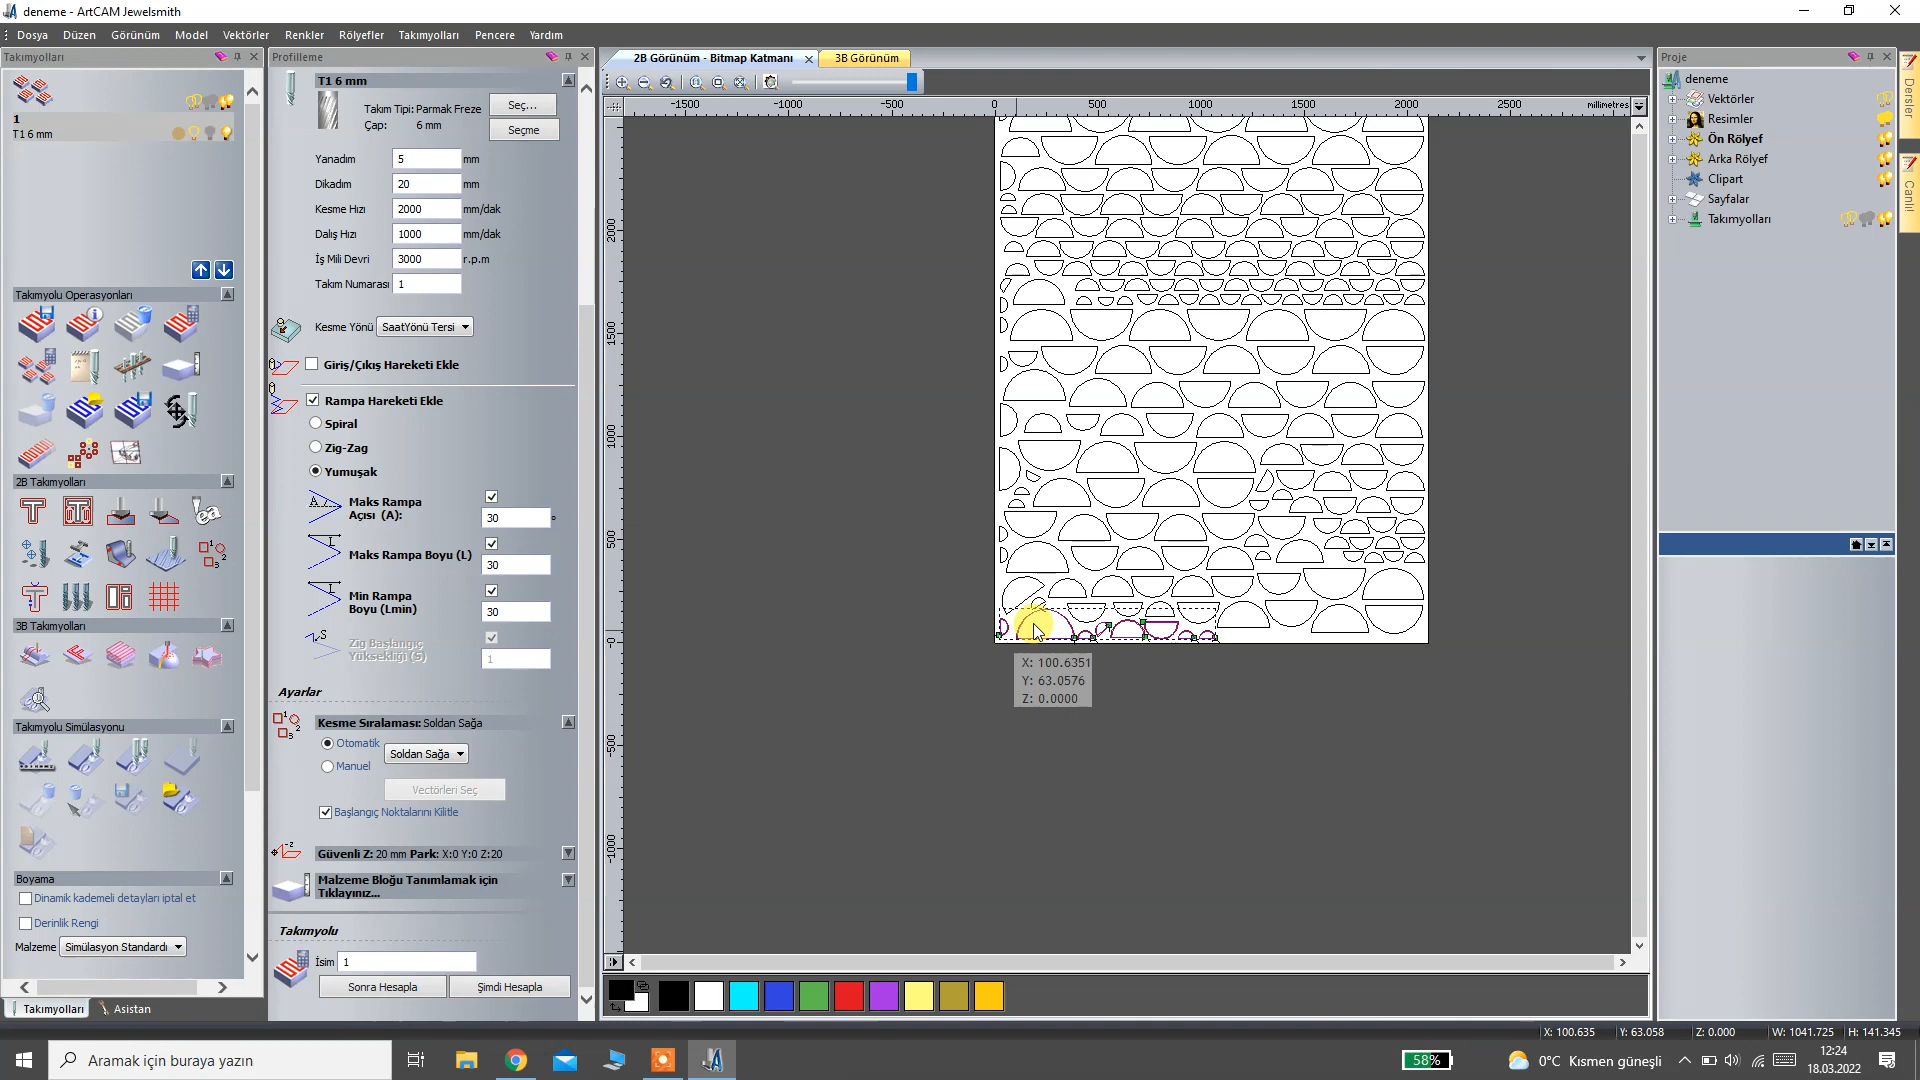 deneme - ArtCAM Jewelsmith
Dosya Düzen Görünüm Model Vektörler Renkler Rölyefler Takımyolları Pencere Yardım
Takımyolları
1
T1 6 mm
Takımyolu Operasyonları
2B Takımyolları
3B Takımyolları
Takımyolu Simülasyonu
Boyama
Dinamik kademeli detayları iptal et
Derinlik Rengi
Malzeme Simülasyon Standardı
Takımyolları Asistan
Profilleme
T1 6 mm
Takım Tipi: Parmak Freze Seç...
Çap: 6 mm Seçme
Yanadım 5 mm
Dikadım 20 mm
Kesme Hızı 2000 mm/dak
Dalış Hızı 1000 mm/dak
İş Mili Devri 3000 r.p.m
Takım Numarası 1
Kesme Yönü SaatYönü Tersi
Giriş/Çıkış Hareketi Ekle
Rampa Hareketi Ekle
Spiral
Zig-Zag
Yumuşak
Maks Rampa
Açısı (A): 30 °
Maks Rampa Boyu (L) 30
Min Rampa
Boyu (Lmin) 30
Zig Başlangıç
Yüksekliği (S) 1
Ayarlar
Kesme Sıralaması: Soldan Sağa
Otomatik Soldan Sağa
Manuel
Vectörleri Seç
Başlangıç Noktalarını Kilitle
Güvenli Z: 20 mm Park: X:0 Y:0 Z:20
Malzeme Bloğu Tanımlamak için
Tıklayınız...
Takımyolu
İsim 1
Sonra Hesapla Şimdi Hesapla
2B Görünüm - Bitmap Katmanı 3B Görünüm
-1500 -1000 -500 0 500 1000 1500 2000 2500 millimetres
2000
1500
1000
500
-0
-500
-1000
X: 100.6351
Y: 63.0576
Z: 0.0000
Proje
deneme
Vektörler
Resimler
Ön Rölyef
Arka Rölyef
Clipart
Sayfalar
Takımyolları
Dersler
Canlı!
X: 100.635 Y: 63.058 Z: 0.000 W: 1041.725 H: 141.345
Aramak için buraya yazın
58%
0°C Kısmen güneşli
12:24
18.03.2022